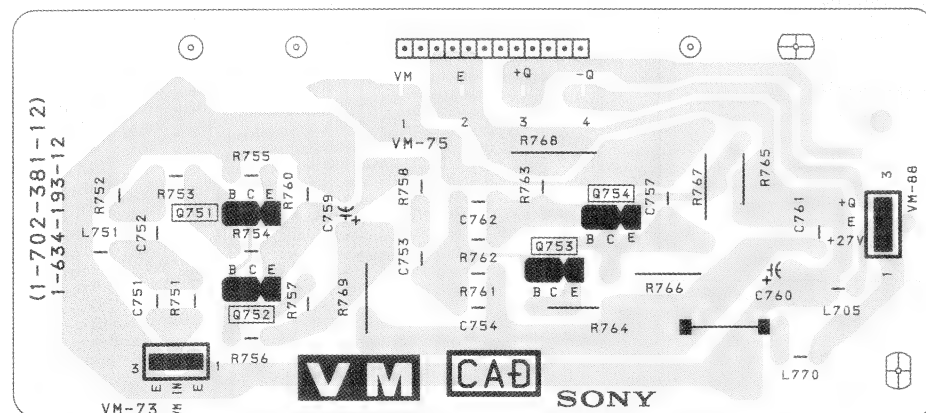 VM E +Q -Q
1 2 3 4
VM-75
R768
R755
R752
R753
R760
R758
R763
C757
R767
R765
3
VM-88
B C E
Q751
Q754
C759
C762
C761
+Q
E
+27V
L751
C752
R754
C753
R762
Q753
B C E
B C E
B C E
1
C751
R751
Q752
R757
R769
R761
C754
R764
R766
C760
L705
R756
L770
3 1
E VM IN E
VM-73
VM
CAD
SONY
(1-702-381-12)
1-634-193-12